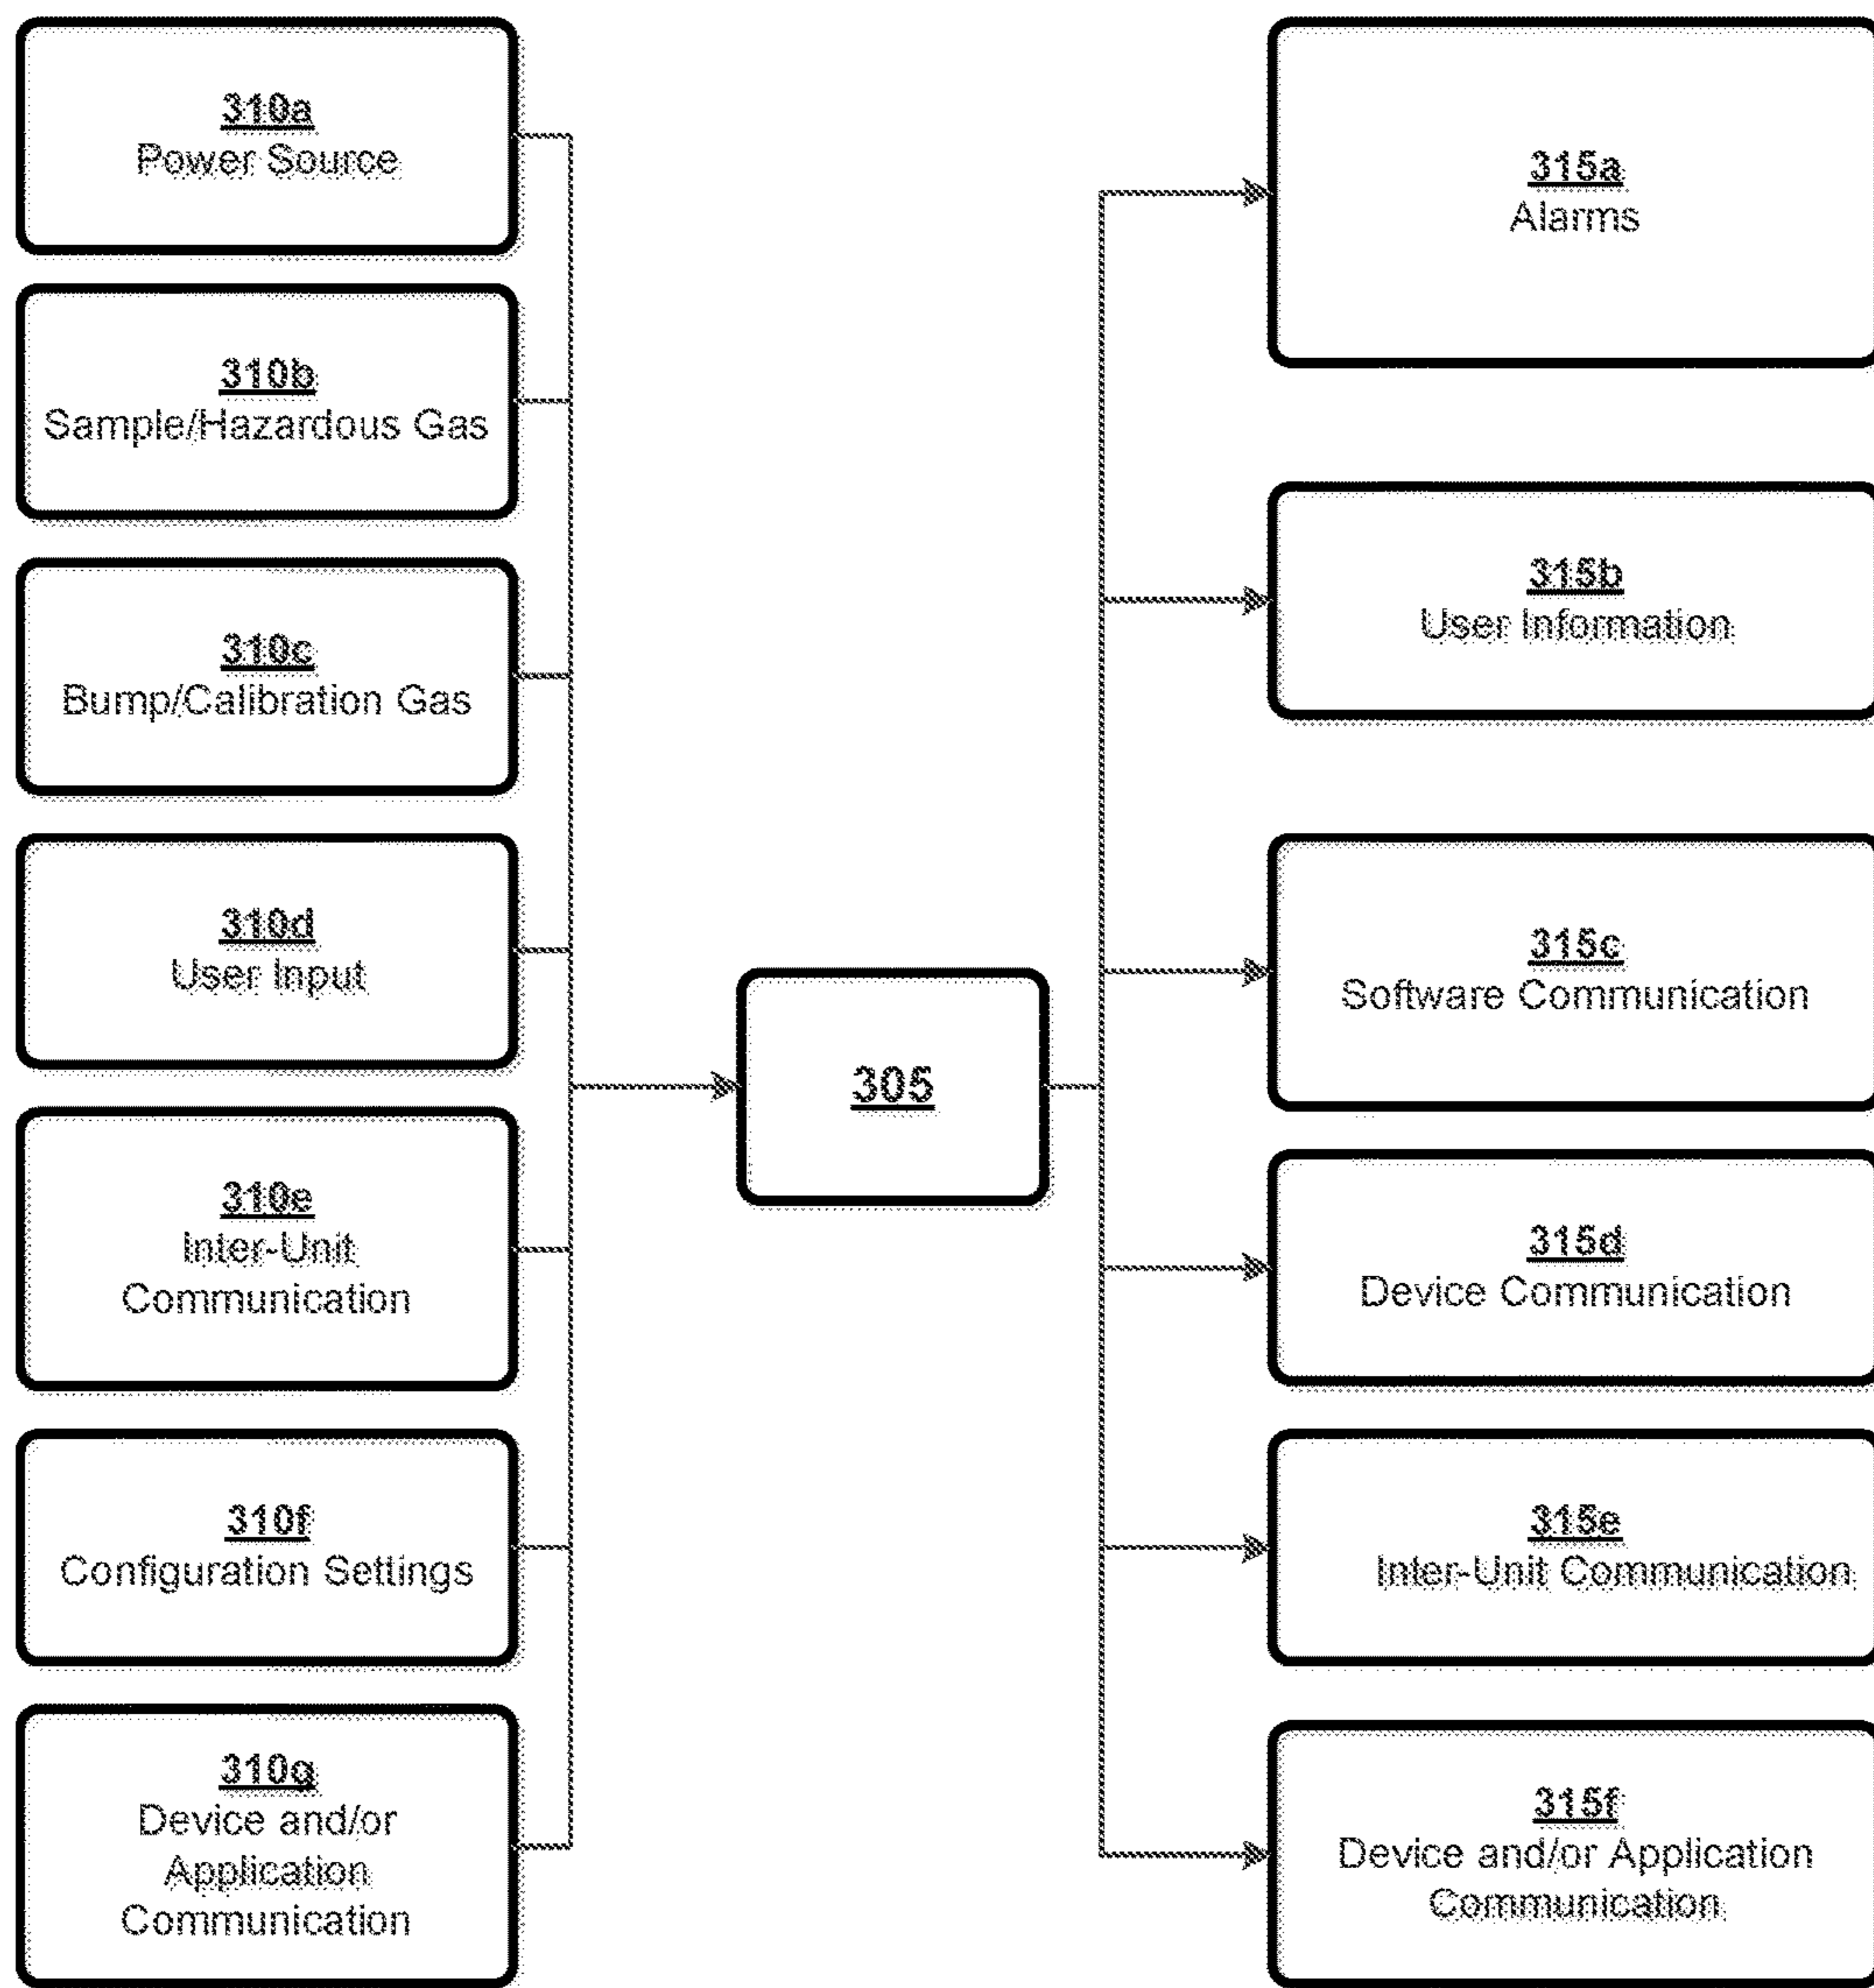 310a
Power Source
310b
Sample/Hazardous Gas
310c
Bump/Calibration Gas
310d
User Input
310e
Inter-Unit
Communication
310f
Configuration Settings
310g
Device and/or
Application
Communication
305
315a
Alarms
315b
User Information
315c
Software Communication
315d
Device Communication
315e
Inter-Unit Communication
315f
Device and/or Application
Communication